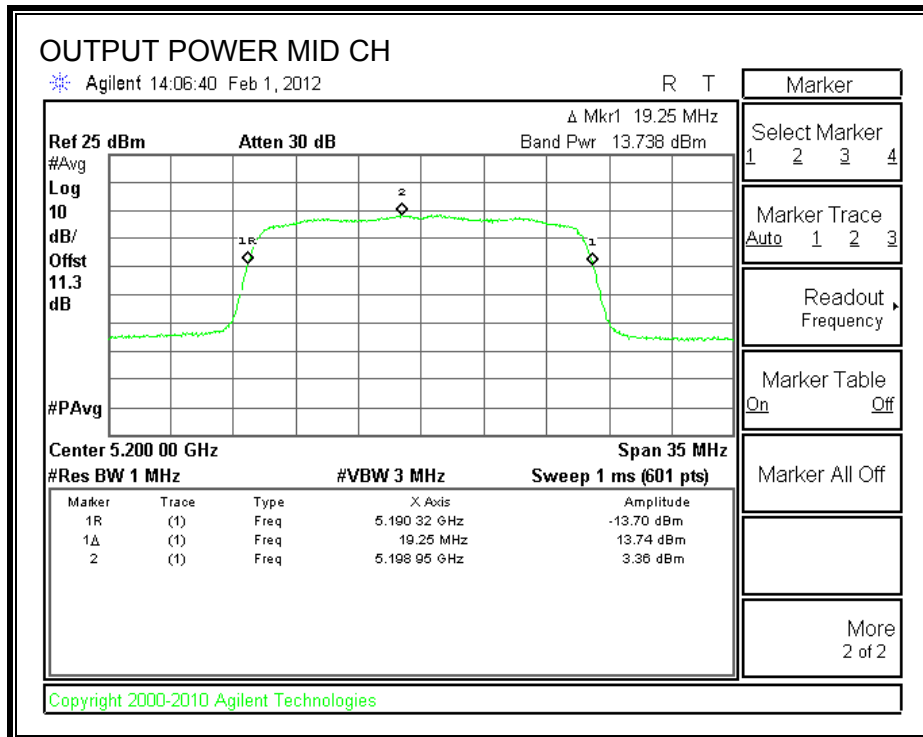 OUTPUT POWER MID CH
Agilent 14:06:40 Feb 1, 2012 R T
Δ Mkr1 19.25 MHz
Ref 25 dBm Atten 30 dB Band Pwr 13.738 dBm
#Avg
Log
10
dB/
Offst
11.3
dB
#PAvg
2
1R
1
Center 5.200 00 GHz Span 35 MHz
#Res BW 1 MHz #VBW 3 MHz Sweep 1 ms (601 pts)
Marker Trace Type X Axis Amplitude
1R (1) Freq 5.190 32 GHz -13.70 dBm
1Δ (1) Freq 19.25 MHz 13.74 dBm
2 (1) Freq 5.198 95 GHz 3.36 dBm
Copyright 2000-2010 Agilent Technologies
Marker
Select Marker
1 2 3 4
Marker Trace
Auto 1 2 3
Readout
Frequency
Marker Table
On Off
Marker All Off
More
2 of 2